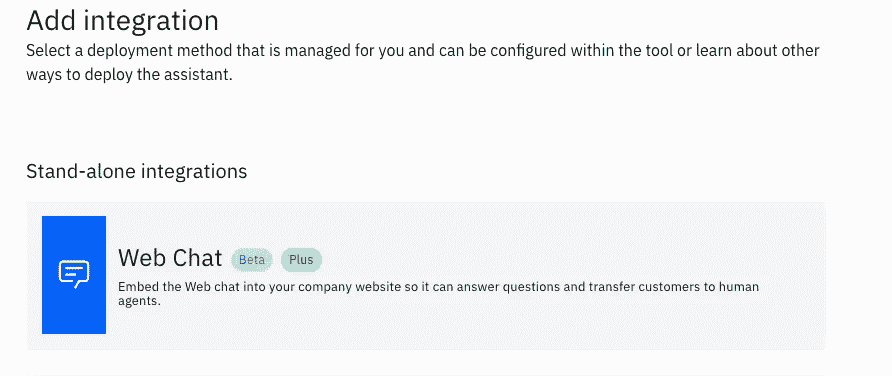 Add integration
Select a deployment method that is managed for you and can be configured within the tool or learn about other
ways to deploy the assistant.
Stand-alone integrations
Web Chat Beta Plus
Embed the Web chat into your company website so it can answer questions and transfer customers to human
agents.